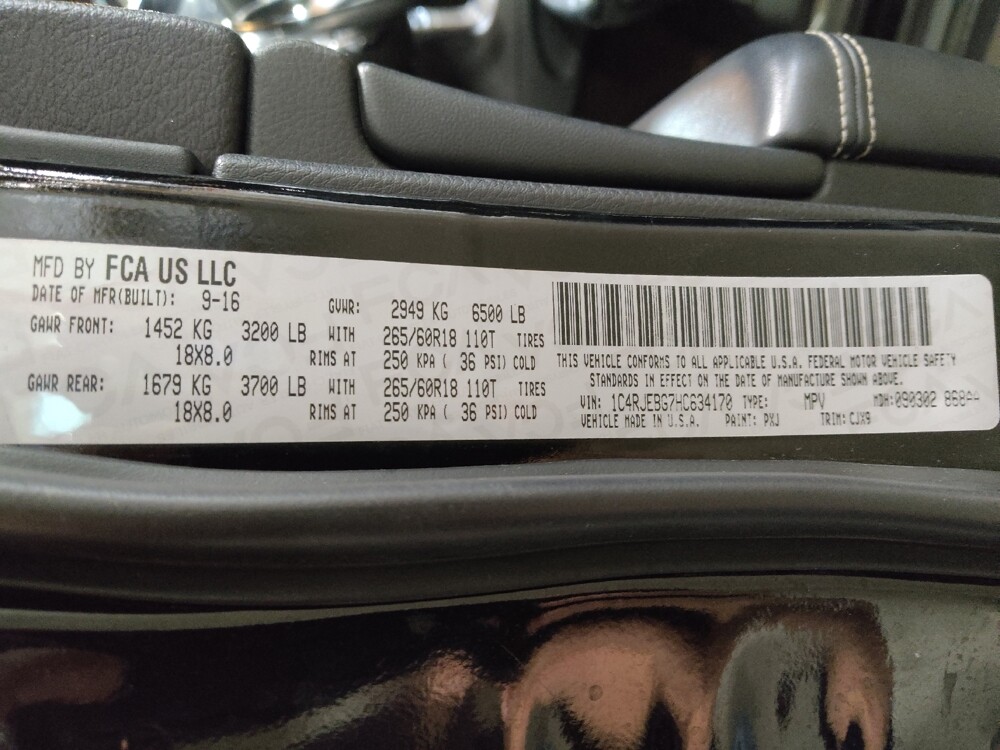 MFD BY FCA US LLC
DATE OF MFR(BUILT): 9-16 GVWR: 2949 KG 6500 LB
GAWR FRONT: 1452 KG 3200 LB WITH 265/60R18 110T TIRES
18X8.0 RIMS AT 250 KPA ( 36 PSI) COLD
GAWR REAR: 1679 KG 3700 LB WITH 265/60R18 110T TIRES
18X8.0 RIMS AT 250 KPA ( 36 PSI) COLD
THIS VEHICLE CONFORMS TO ALL APPLICABLE U.S.A. FEDERAL MOTOR VEHICLE SAFETY
STANDARDS IN EFFECT ON THE DATE OF MANUFACTURE SHOWN ABOVE.
VIN: 1C4RJEBG7HC634170 TYPE: MPV MDH: 090302 868++
VEHICLE MADE IN U.S.A. PAINT: PXJ TRIM: CJX9